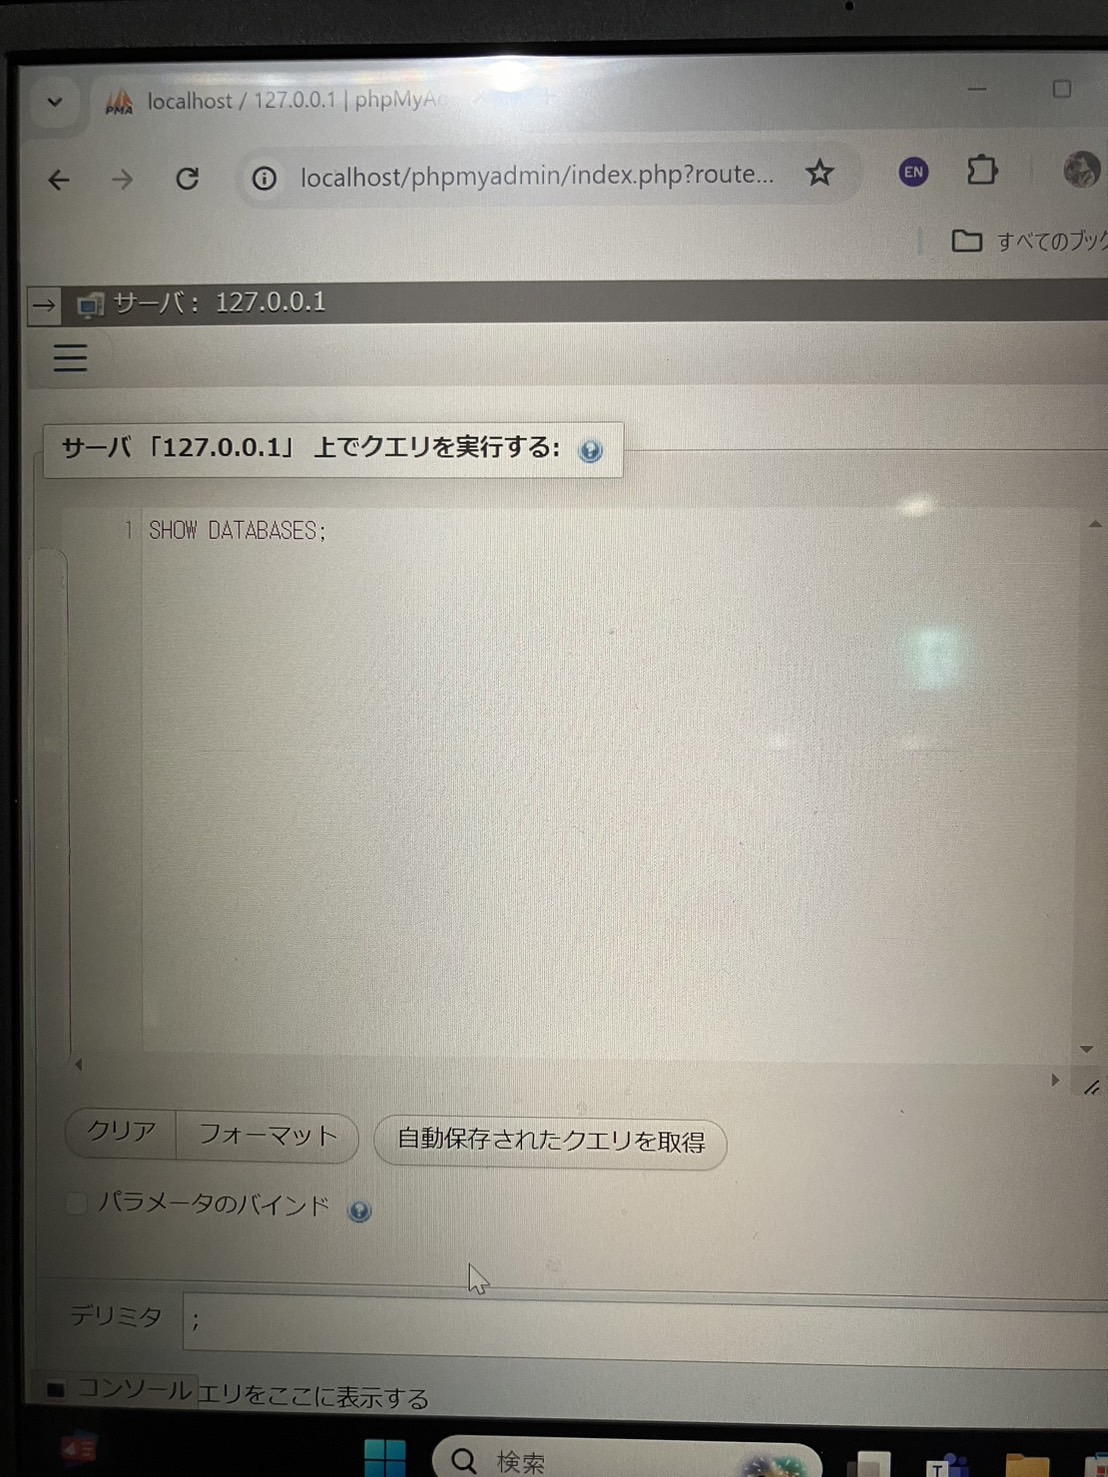 localhost / 127.0.0.1 | phpMyAd
localhost/phpmyadmin/index.php?route...
EN
すべてのブック
サーバ： 127.0.0.1
サーバ 「127.0.0.1」 上でクエリを実行する:
1 SHOW DATABASES;
クリア フォーマット 自動保存されたクエリを取得
パラメータのバインド
デリミタ ;
コンソール エリをここに表示する
検索